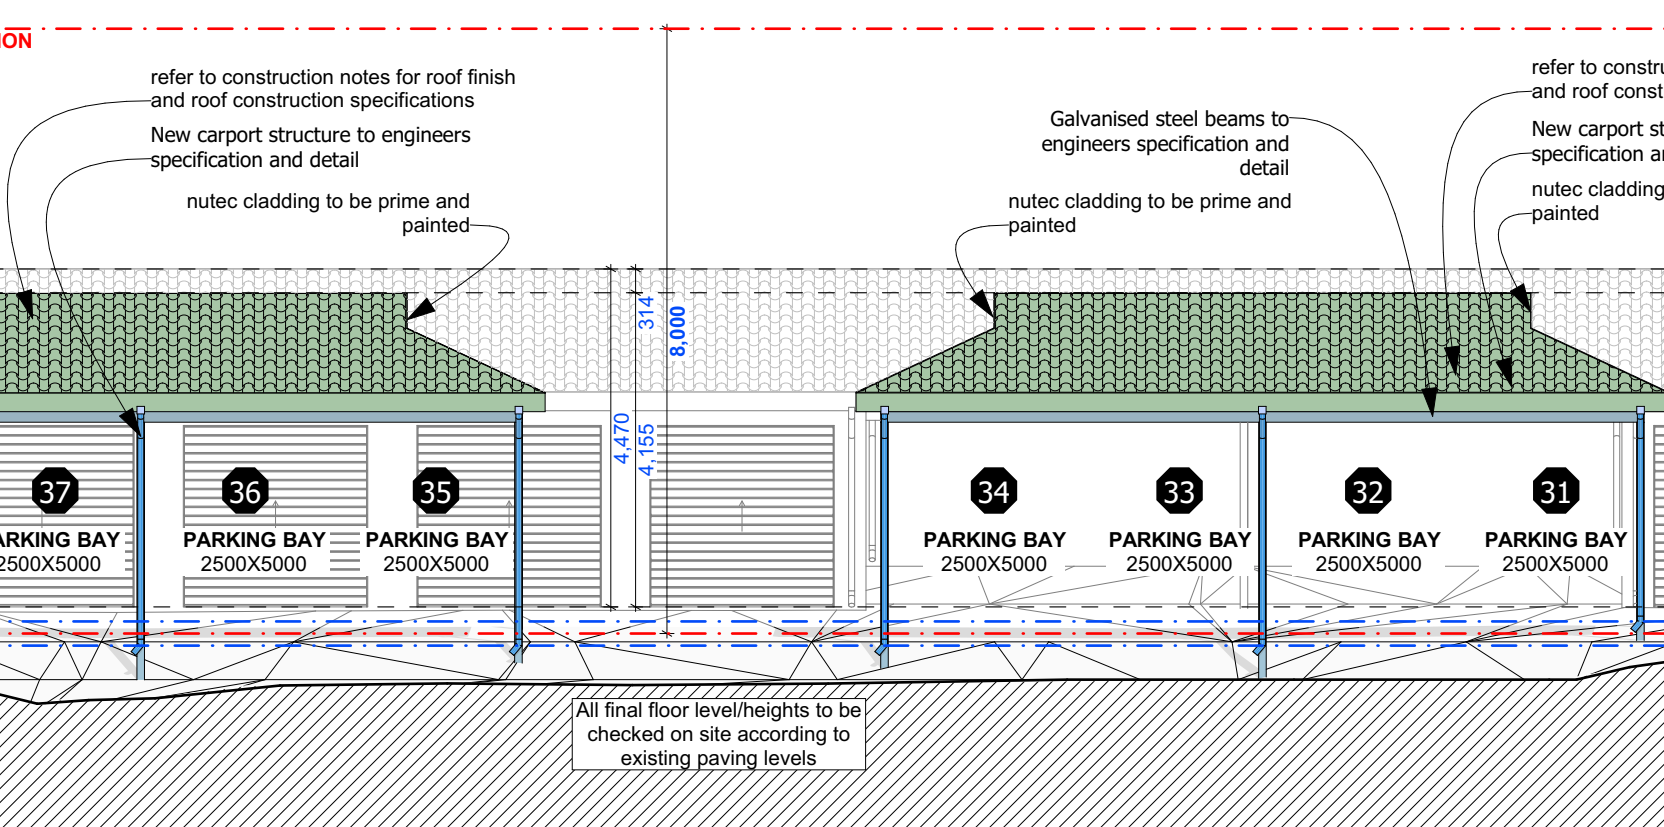 ION
refer to construction notes for roof finish
and roof construction specifications
New carport structure to engineers
specification and detail
nutec cladding to be prime and
painted
Galvanised steel beams to
engineers specification and
detail
nutec cladding to be prime and
painted
refer to constru
and roof const
New carport st
specification a
nutec cladding
painted
314
8,000
4,470
4,155
37
36
35
34
33
32
31
ARKING BAY
2500X5000
PARKING BAY
2500X5000
PARKING BAY
2500X5000
PARKING BAY
2500X5000
PARKING BAY
2500X5000
PARKING BAY
2500X5000
PARKING BAY
2500X5000
All final floor level/heights to be
checked on site according to
existing paving levels